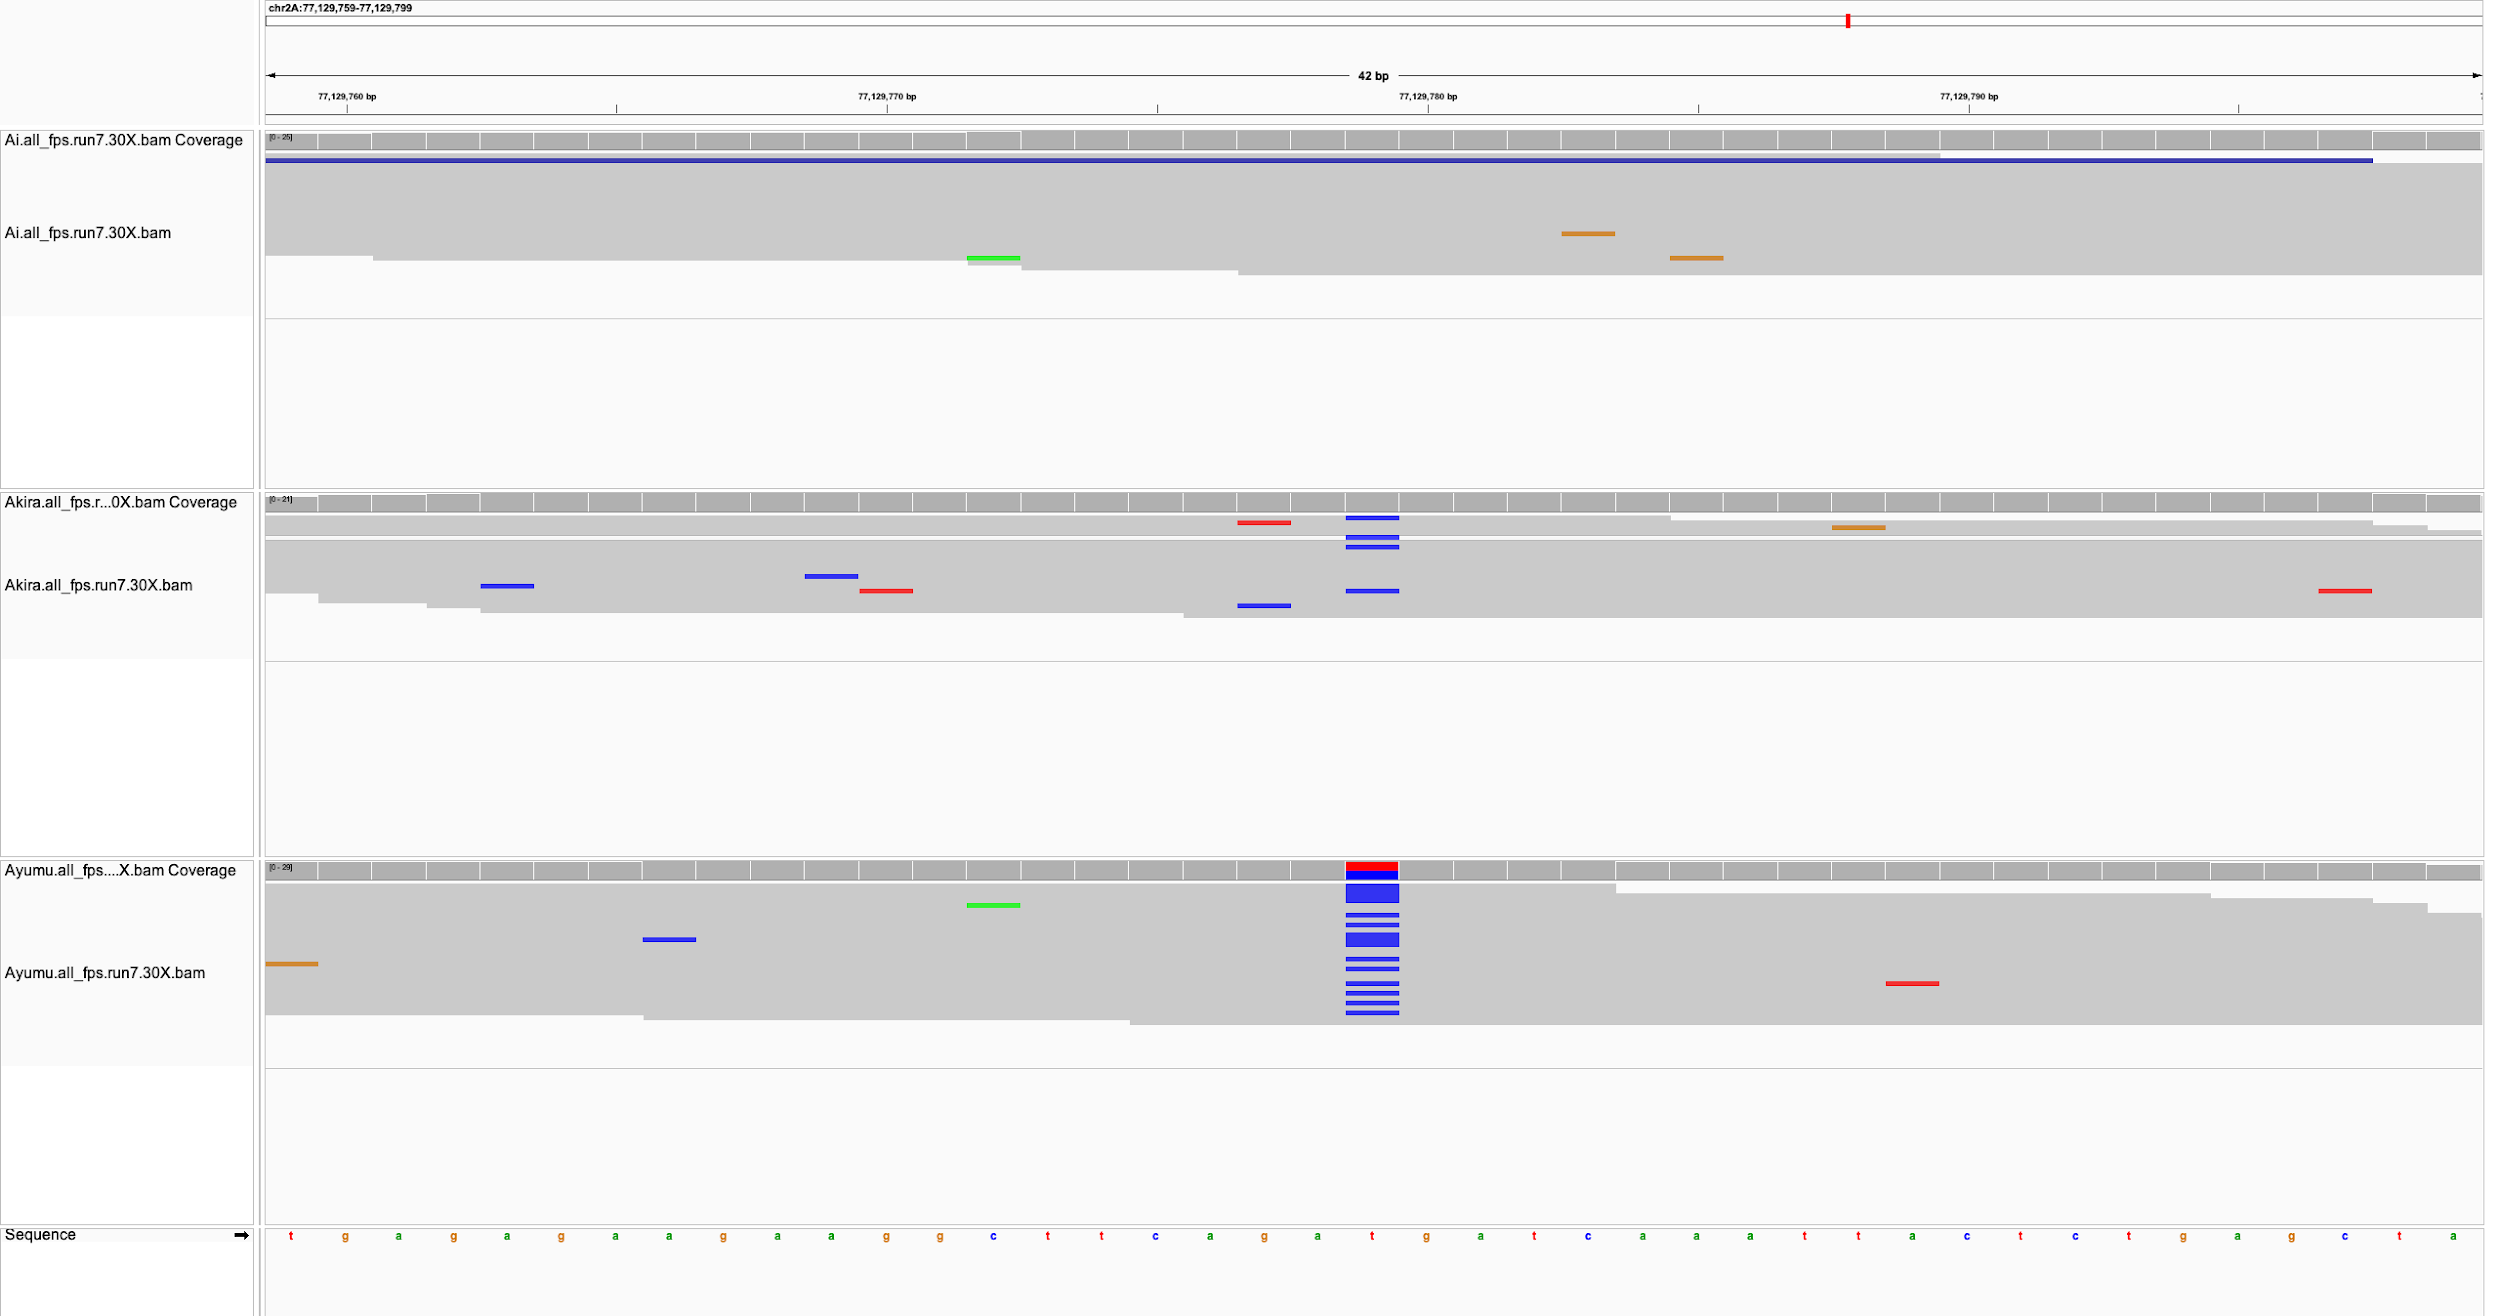 chr2A:77,129,759-77,129,799
42 bp
77,129,760 bp 77,129,770 bp 77,129,780 bp 77,129,790 bp
Ai.all_fps.run7.30X.bam Coverage
[0 - 25]
Ai.all_fps.run7.30X.bam
Akira.all_fps.r...0X.bam Coverage
[0 - 21]
Akira.all_fps.run7.30X.bam
Ayumu.all_fps....X.bam Coverage
[0 - 29]
Ayumu.all_fps.run7.30X.bam
Sequence t g a g a g a a g a a g g c t t c a g a t g a t c a a a t t a c t c t g a g c t a